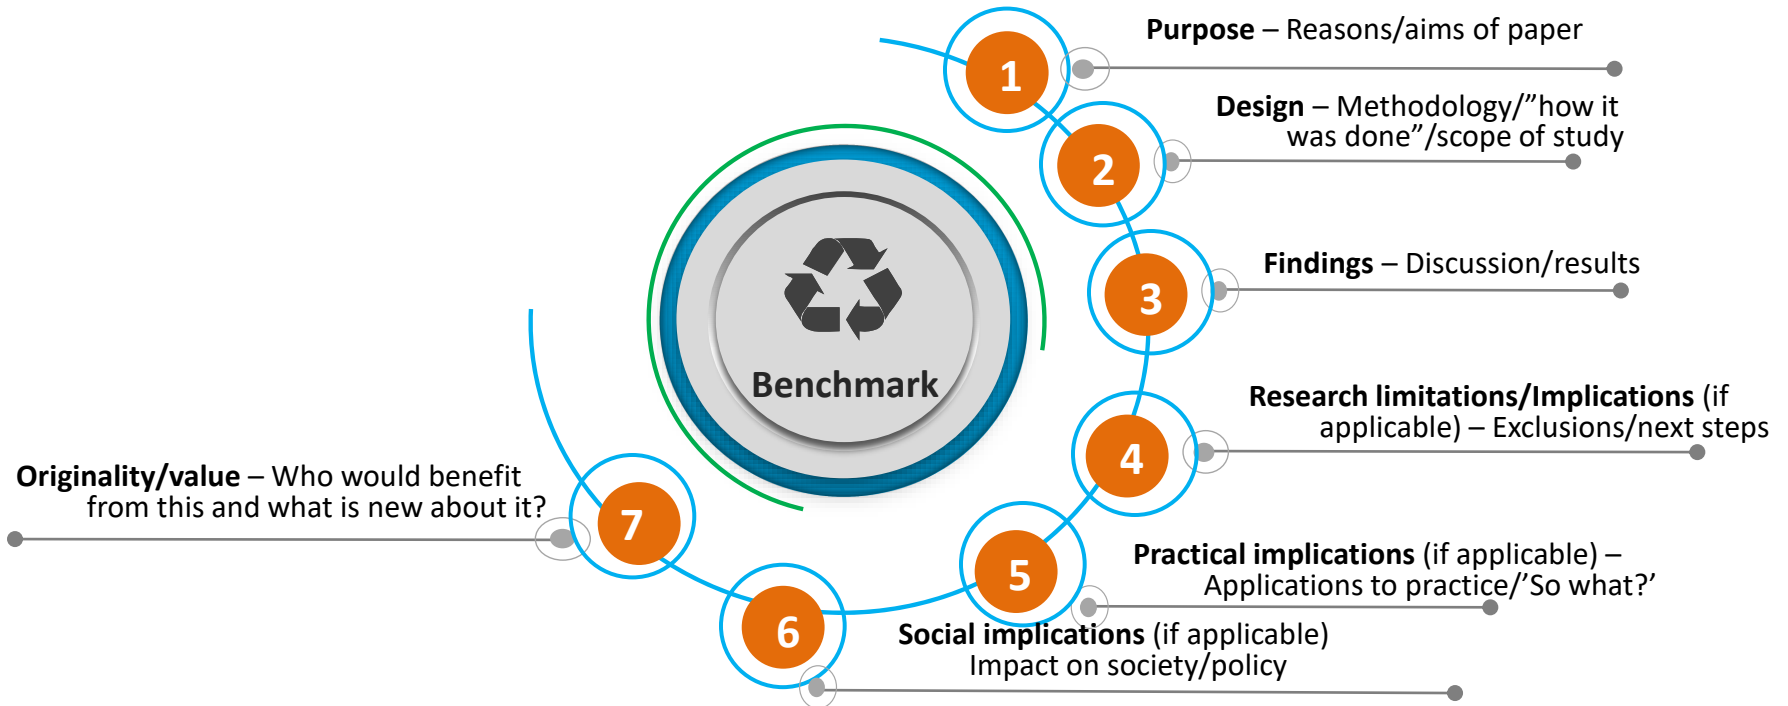 1
Purpose – Reasons/aims of paper
2
Design – Methodology/”how it
was done”/scope of study
3
Findings – Discussion/results
Benchmark
4
Research limitations/Implications (if
applicable) – Exclusions/next steps
5
Practical implications (if applicable) –
Applications to practice/’So what?’
6
Social implications (if applicable)
Impact on society/policy
7
Originality/value – Who would benefit
from this and what is new about it?